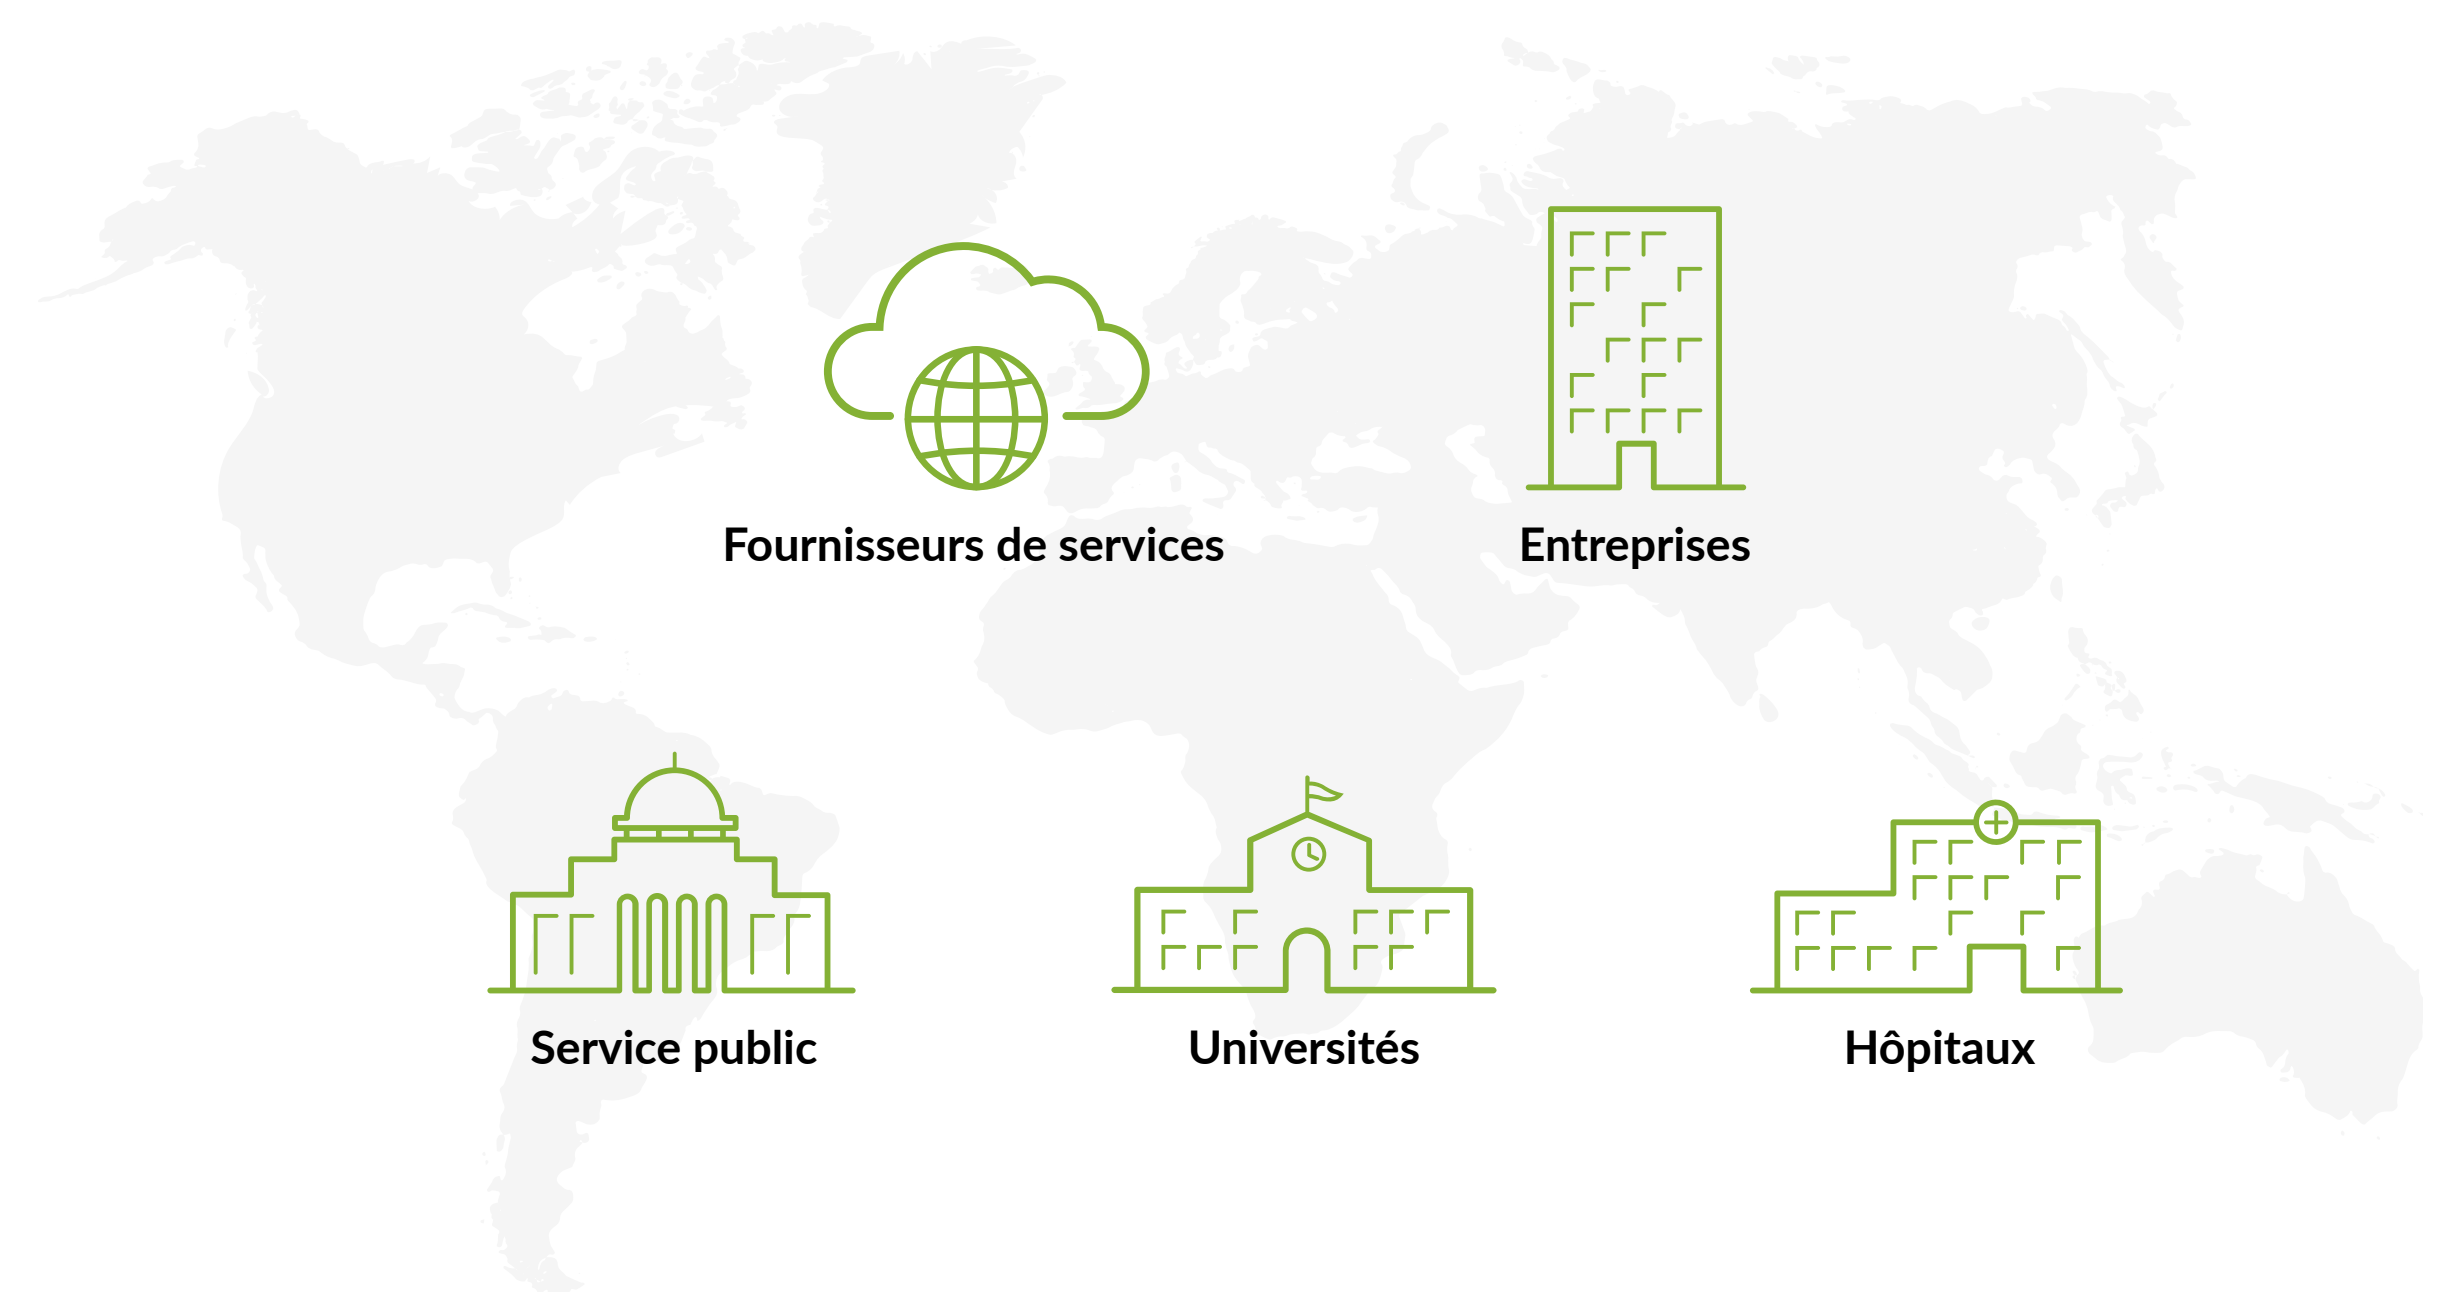 Fournisseurs de services
Entreprises
Service public
Universités
Hôpitaux